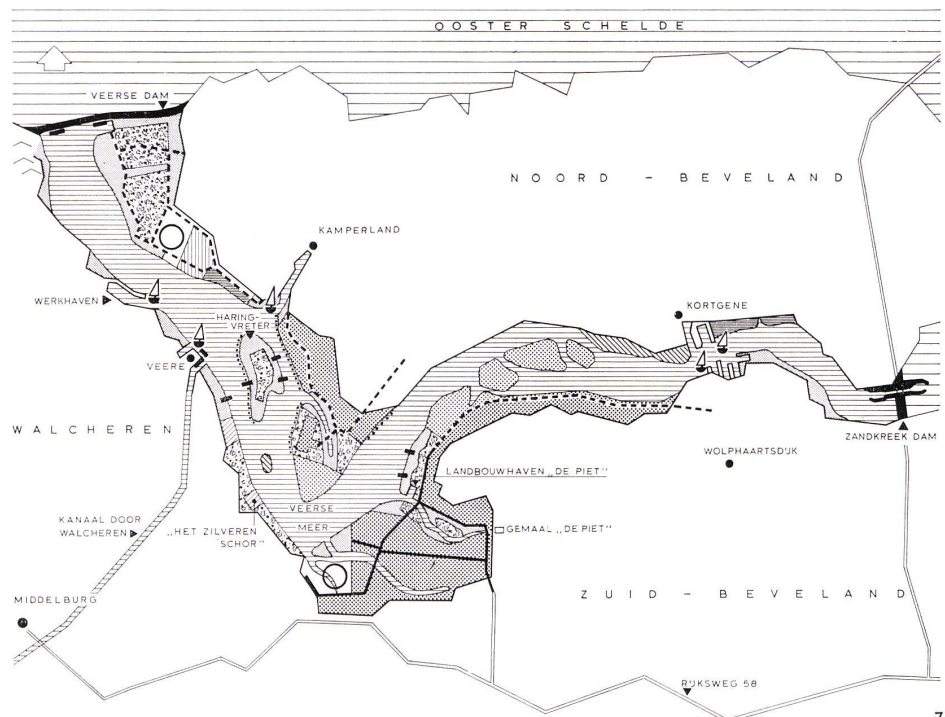 OOSTER SCHELDE
VEERSE DAM
NOORD - BEVELAND
KAMPERLAND
WERKHAVEN
HARING-
VRETER
KORTGENE
VEERE
WALCHEREN
ZANDKREEK DAM
WOLPHAARTSDIJK
LANDBOUWHAVEN „DE PIET"
VEERSE
MEER
KANAAL DOOR
WALCHEREN
„HET ZILVEREN
SCHOR"
GEMAAL „DE PIET"
MIDDELBURG
ZUID - BEVELAND
RIJKSWEG 58
7